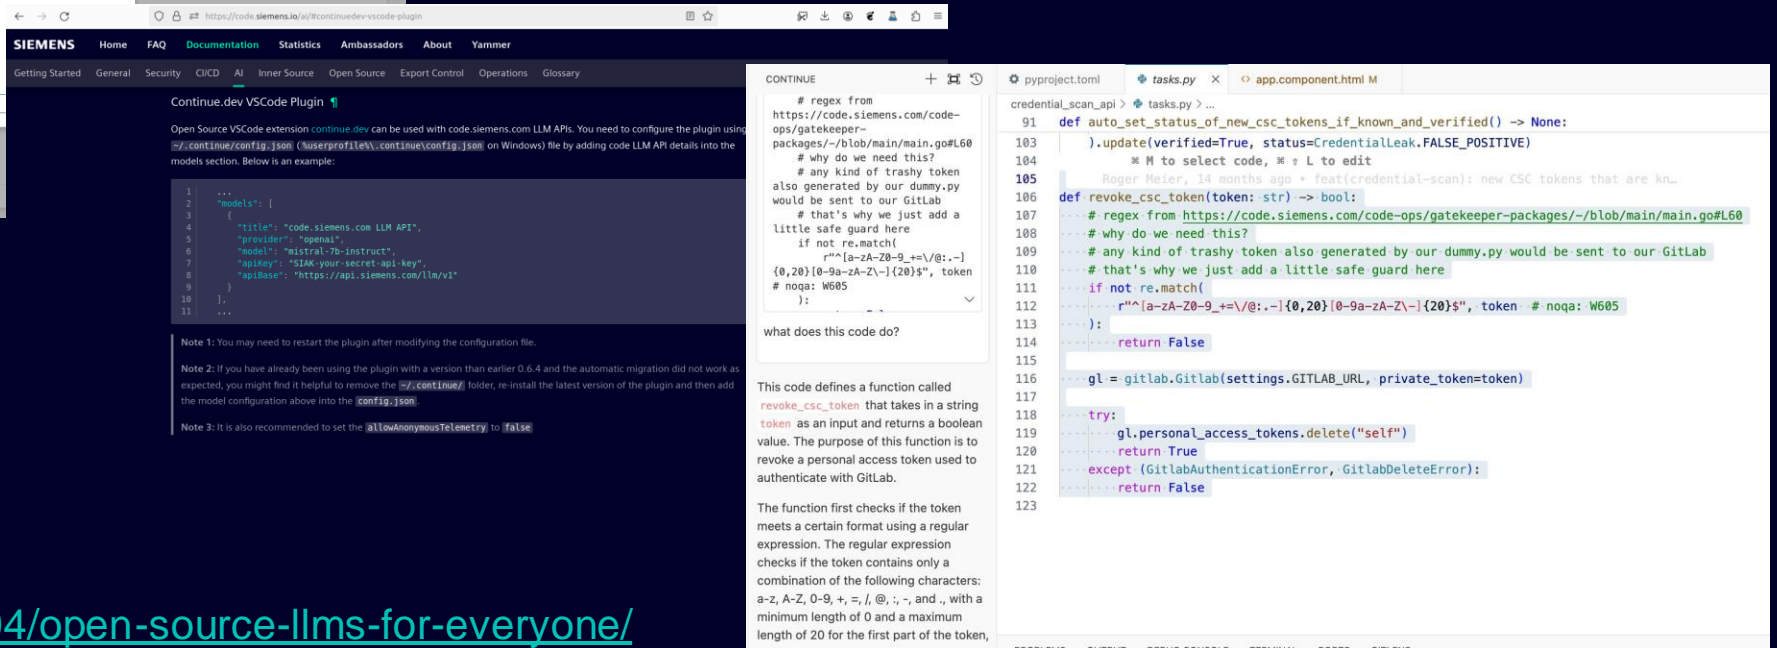 https://code.siemens.io/ai/#continuedev-vscode-plugin
SIEMENS Home FAQ Documentation Statistics Ambassadors About Yammer
Getting Started General Security CI/CD AI Inner Source Open Source Export Control Operations Glossary
Continue.dev VSCode Plugin ¶
Open Source VSCode extension continue.dev can be used with code.siemens.com LLM APIs. You need to configure the plugin using
~/.continue/config.json (%userprofile%\.continue\config.json on Windows) file by adding code LLM API details into the
models section. Below is an example:
1 ...
2 "models": [
3 {
4 "title": "code.siemens.com LLM API",
5 "provider": "openai",
6 "model": "mistral-7b-instruct",
7 "apiKey": "SIAK-your-secret-api-key",
8 "apiBase": "https://api.siemens.com/llm/v1"
9 }
10 ],
11 ...
Note 1: You may need to restart the plugin after modifying the configuration file.
Note 2: If you have already been using the plugin with a version than earlier 0.6.4 and the automatic migration did not work as
expected, you might find it helpful to remove the ~/.continue/ folder, re-install the latest version of the plugin and then add
the model configuration above into the config.json.
Note 3: It is also recommended to set the allowAnonymousTelemetry to false
4/open-source-llms-for-everyone/
CONTINUE
# regex from
https://code.siemens.com/code-
ops/gatekeeper-
packages/-/blob/main/main.go#L60
# why do we need this?
# any kind of trashy token
also generated by our dummy.py
would be sent to our GitLab
# that's why we just add a
little safe guard here
if not re.match(
r"^[a-zA-Z0-9_+=\/@:.-]
{0,20}[0-9a-zA-Z\-]{20}$", token
# noqa: W605
):
what does this code do?
This code defines a function called
revoke_csc_token that takes in a string
token as an input and returns a boolean
value. The purpose of this function is to
revoke a personal access token used to
authenticate with GitLab.
The function first checks if the token
meets a certain format using a regular
expression. The regular expression
checks if the token contains only a
combination of the following characters:
a-z, A-Z, 0-9, +, =, /, @, :, -, and ., with a
minimum length of 0 and a maximum
length of 20 for the first part of the token,
pyproject.toml tasks.py × app.component.html M
credential_scan_api > tasks.py > ...
91 def auto_set_status_of_new_csc_tokens_if_known_and_verified() -> None:
103 ).update(verified=True, status=CredentialLeak.FALSE_POSITIVE)
104 ⌘ M to select code, ⌘ ⇧ L to edit
105 Roger Meier, 14 months ago • feat(credential-scan): new CSC tokens that are kn…
106 def revoke_csc_token(token: str) -> bool:
107 # regex from https://code.siemens.com/code-ops/gatekeeper-packages/-/blob/main/main.go#L60
108 # why do we need this?
109 # any kind of trashy token also generated by our dummy.py would be sent to our GitLab
110 # that's why we just add a little safe guard here
111 if not re.match(
112 r"^[a-zA-Z0-9_+=\/@:.-]{0,20}[0-9a-zA-Z\-]{20}$", token # noqa: W605
113 ):
114 return False
115
116 gl = gitlab.Gitlab(settings.GITLAB_URL, private_token=token)
117
118 try:
119 gl.personal_access_tokens.delete("self")
120 return True
121 except (GitlabAuthenticationError, GitlabDeleteError):
122 return False
123